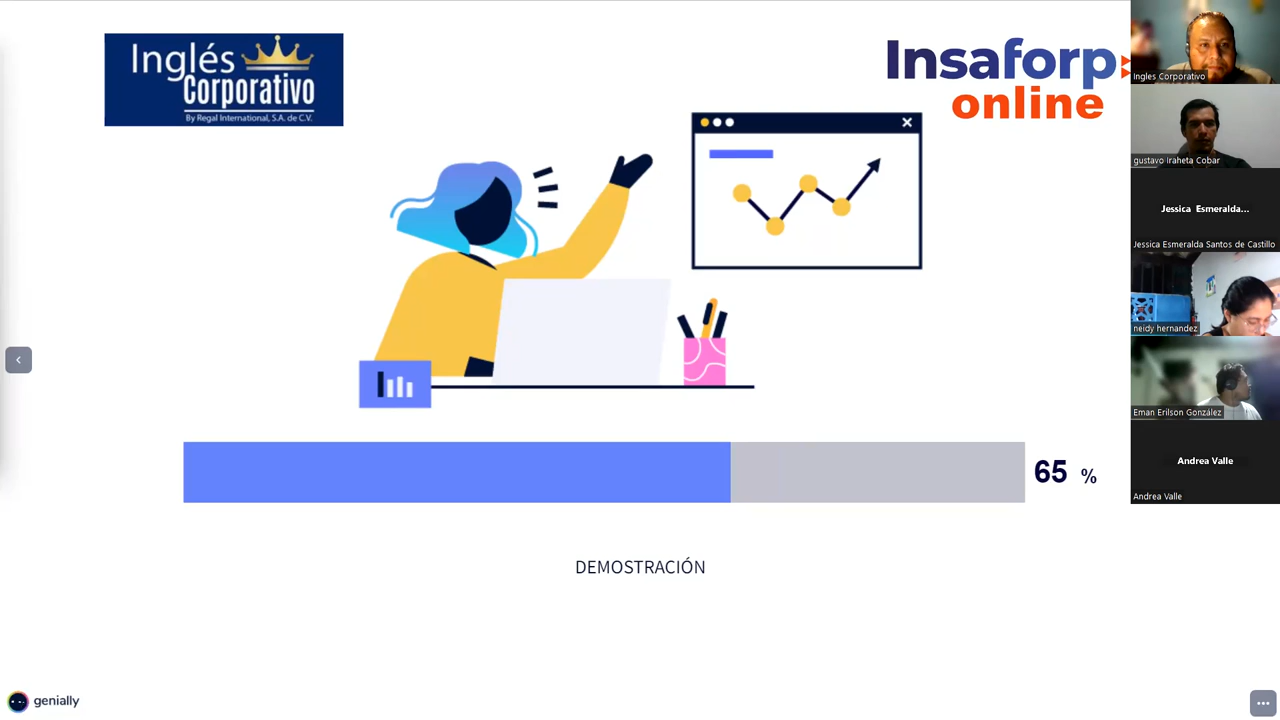 Inglés
Corporativo
By Regal International, S.A. de C.V.
Insaforp
online
65 %
DEMOSTRACIÓN
genially
Ingles Corporativo
gustavo Iraheta Cobar
Jessica Esmeralda...
Jessica Esmeralda Santos de Castillo
neidy hernandez
Eman Erilson González
Andrea Valle
Andrea Valle